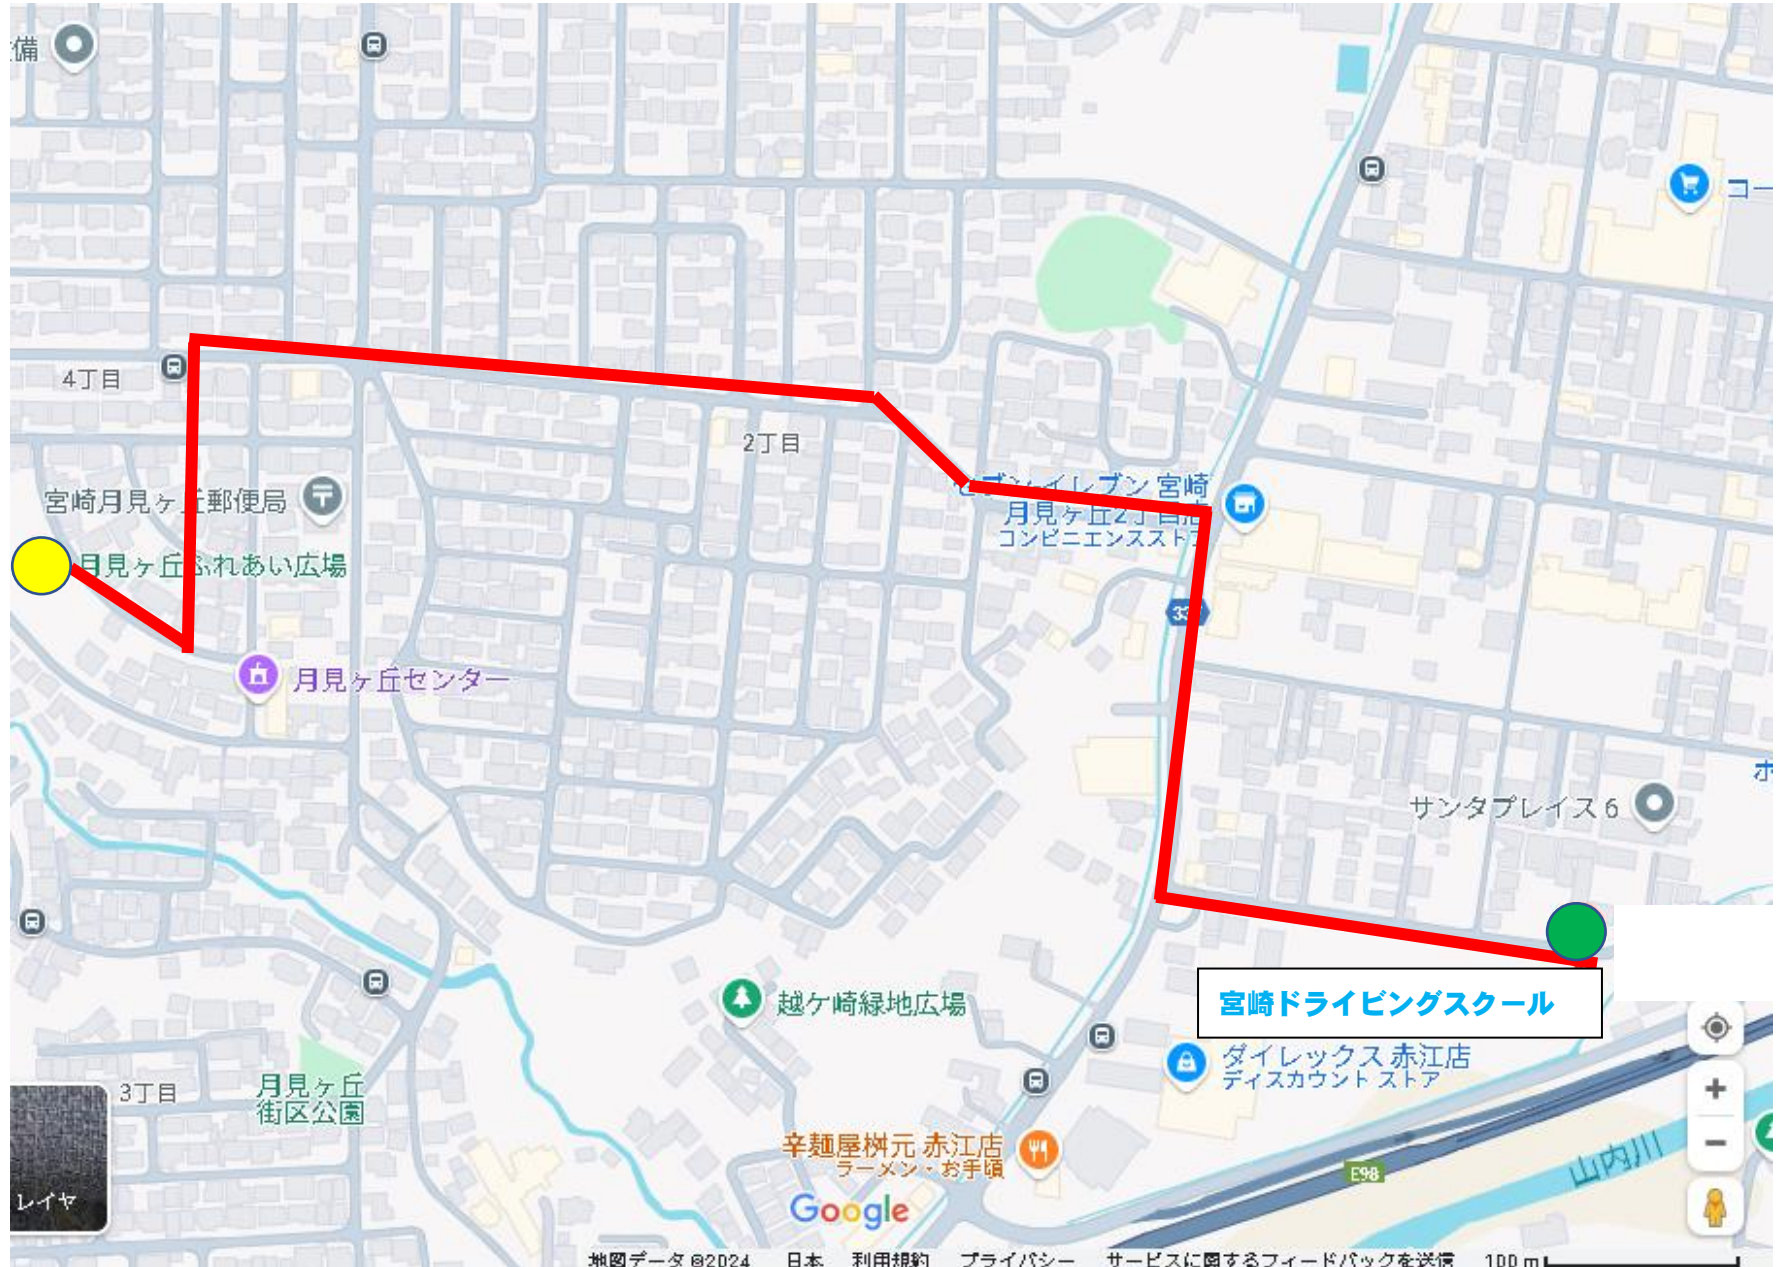 備
コー
4丁目
2丁目
セブン-イレブン 宮崎
月見ヶ丘2丁目店
コンビニエンスストア
宮崎月見ヶ丘郵便局
月見ヶ丘ふれあい広場
月見ヶ丘センター
ホ
サンタプレイス6
宮崎ドライビングスクール
越ケ崎緑地広場
ダイレックス 赤江店
ディスカウント ストア
3丁目
月見ヶ丘
街区公園
辛麺屋桝元 赤江店
ラーメン・お手頃
E98
山内川
レイヤ
Google
地図データ ©2024 日本 利用規約 プライバシー サービスに関するフィードバックを送信 100 m